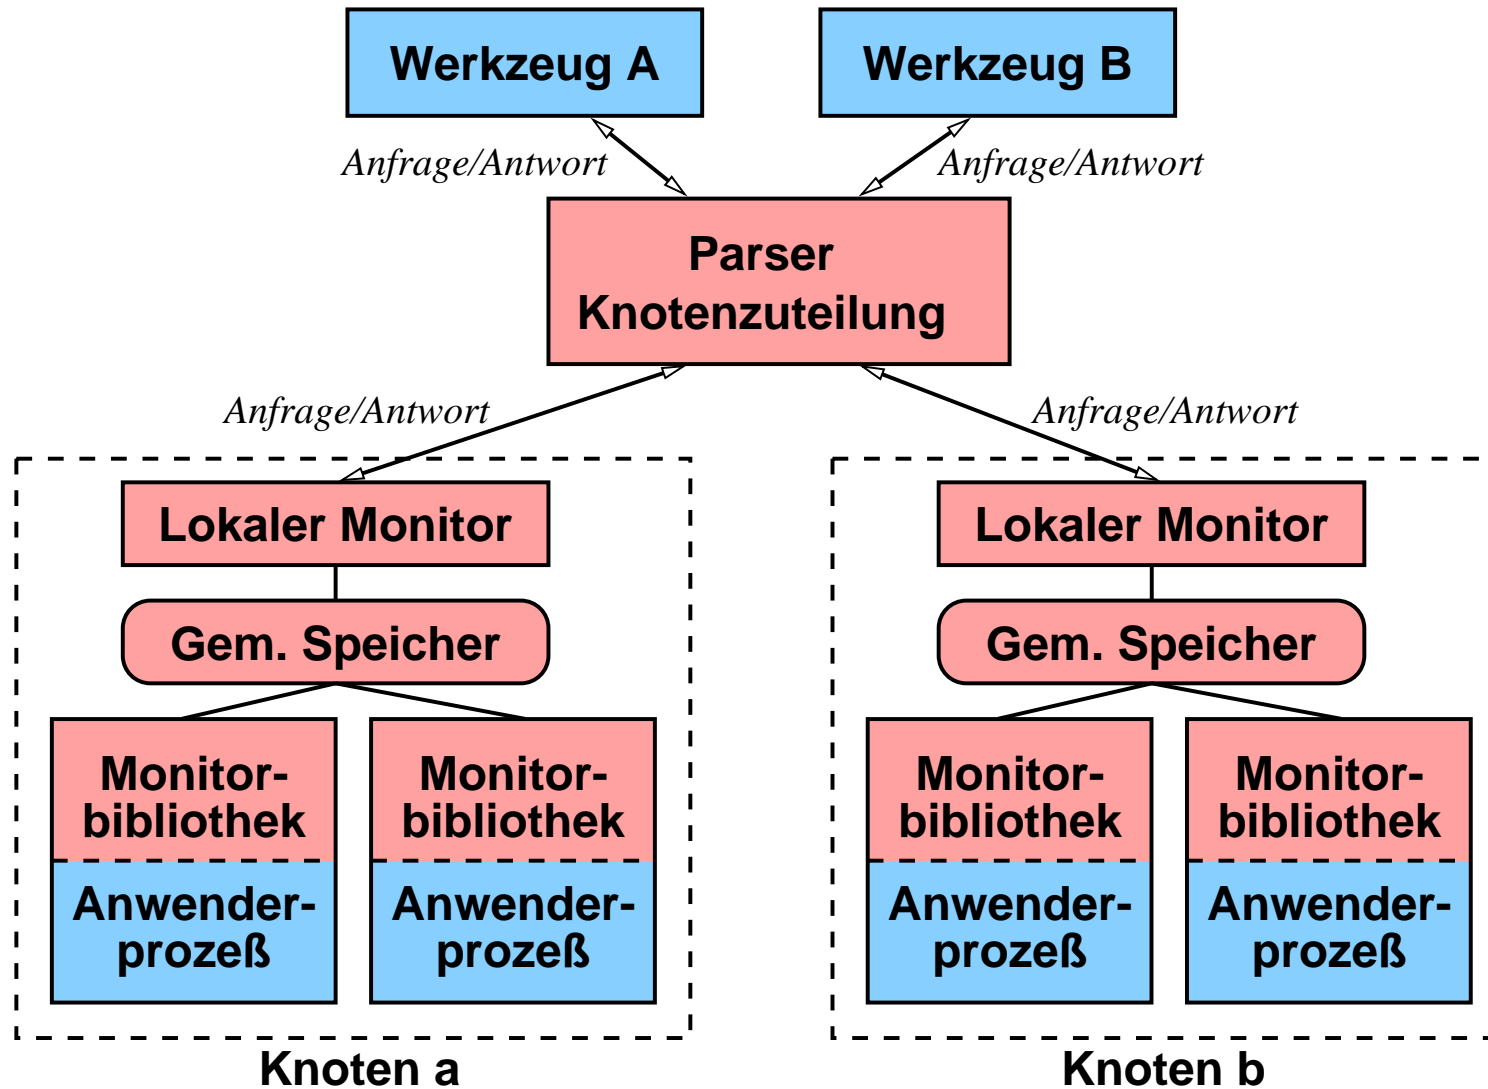 Werkzeug A
Werkzeug B
Anfrage/Antwort
Anfrage/Antwort
Parser
Knotenzuteilung
Anfrage/Antwort
Anfrage/Antwort
Lokaler Monitor
Gem. Speicher
Monitor-
bibliothek
Anwender-
prozeß
Monitor-
bibliothek
Anwender-
prozeß
Knoten a
Lokaler Monitor
Gem. Speicher
Monitor-
bibliothek
Anwender-
prozeß
Monitor-
bibliothek
Anwender-
prozeß
Knoten b